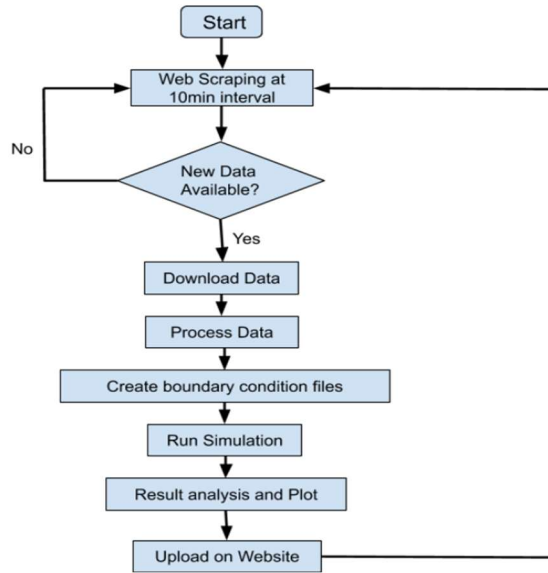 Start
Web Scraping at
10min interval
No
New Data
Available?
Yes
Download Data
Process Data
Create boundary condition files
Run Simulation
Result analysis and Plot
Upload on Website